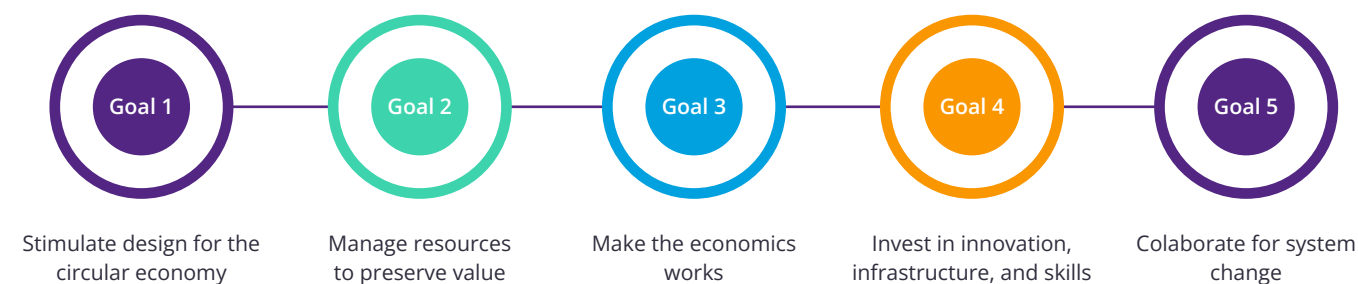 Goal 1
Goal 2
Goal 3
Goal 4
Goal 5
Stimulate design for the
circular economy
Manage resources
to preserve value
Make the economics
works
Invest in innovation,
infrastructure, and skills
Colaborate for system
change